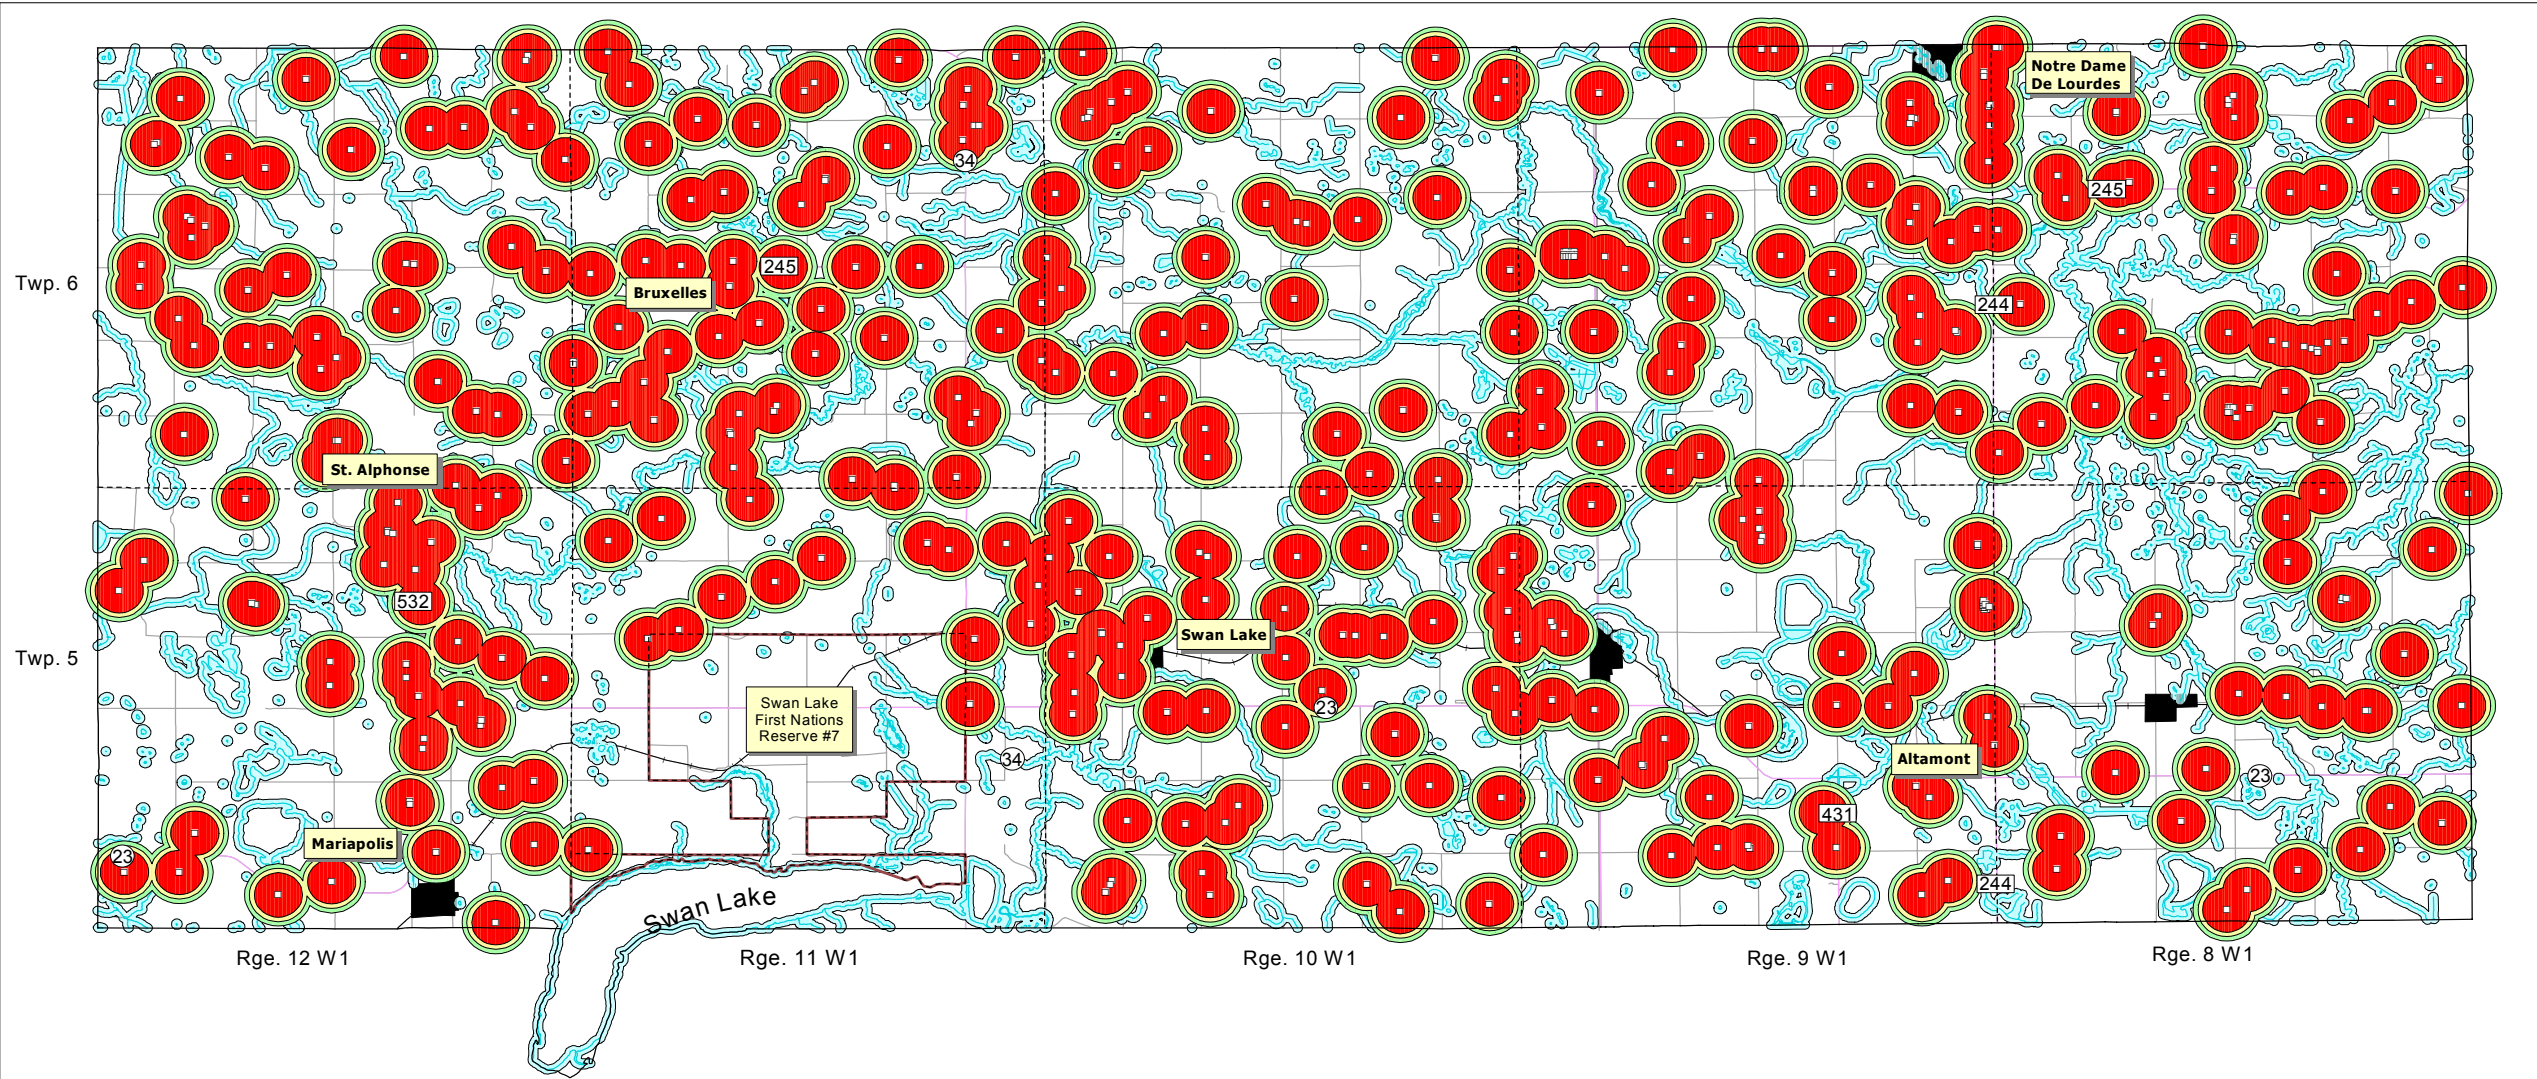 Notre Dame
De Lourdes
34
245
245
Twp. 6
Bruxelles
244
St. Alphonse
532
Swan Lake
Twp. 5
Swan Lake
First Nations
Reserve #7
23
34
Altamont
23
431
Mariapolis
23
244
Swan Lake
Rge. 12 W1
Rge. 11 W1
Rge. 10 W1
Rge. 9 W1
Rge. 8 W1